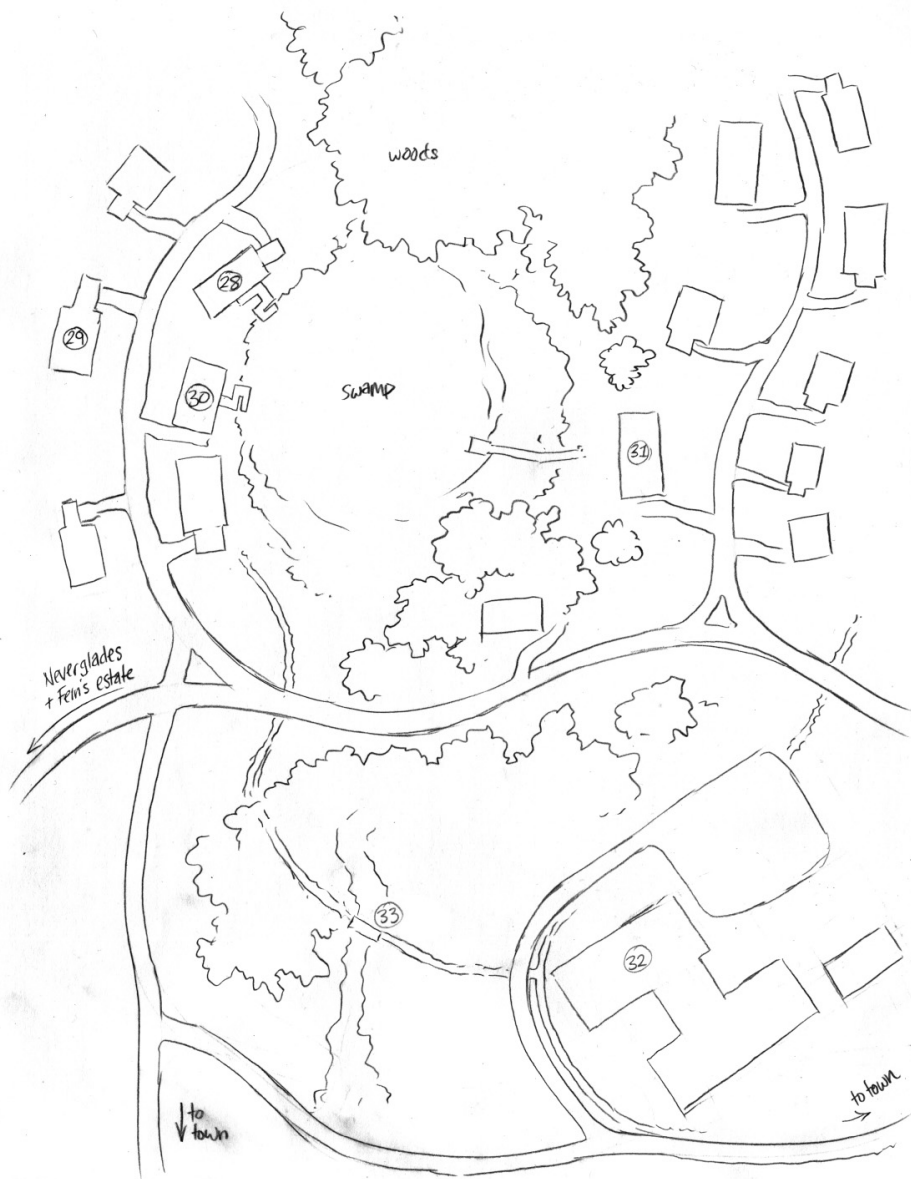 woods
28
29
swamp
30
31
Neverglades
+ Fern's estate
33
32
to town
↓ to
town